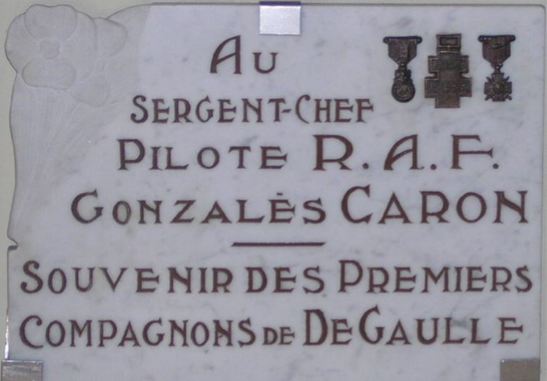 AU
SERGENT-CHEF
PILOTE R.A.F.
GONZALÈS CARON
SOUVENIR DES PREMIERS
COMPAGNONS DE DE GAULLE